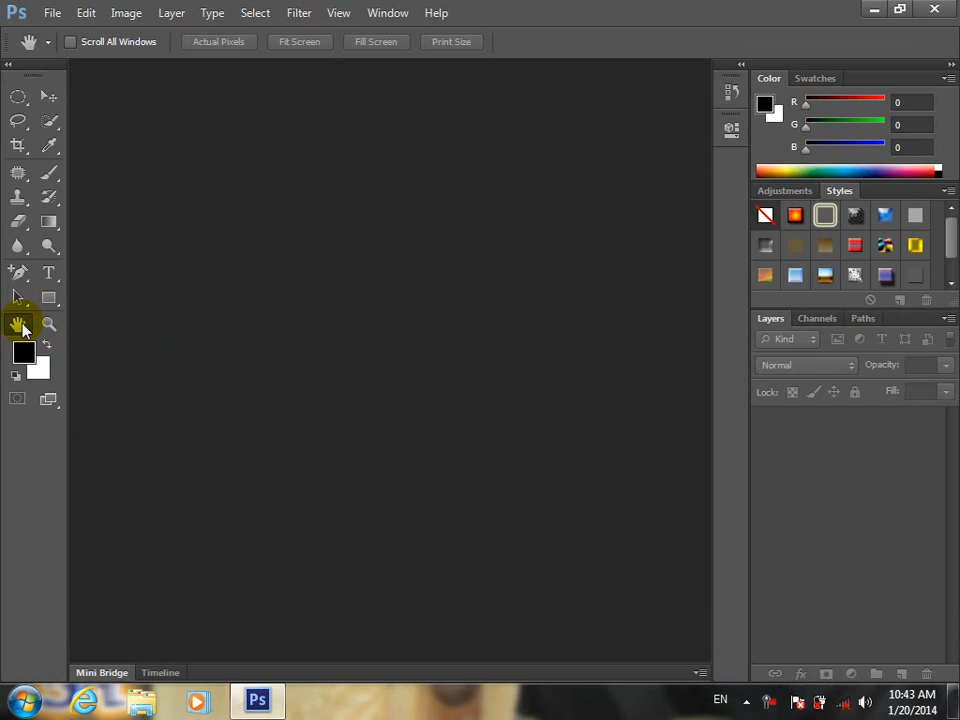 Ps File Edit Image Layer Type Select Filter View Window Help
Scroll All Windows Actual Pixels Fit Screen Fill Screen Print Size
Color Swatches
R 0
G 0
B 0
Adjustments Styles
T
Layers Channels Paths
Kind T
Normal Opacity:
Lock: Fill:
fx
Mini Bridge Timeline
Ps EN 10:43 AM
1/20/2014